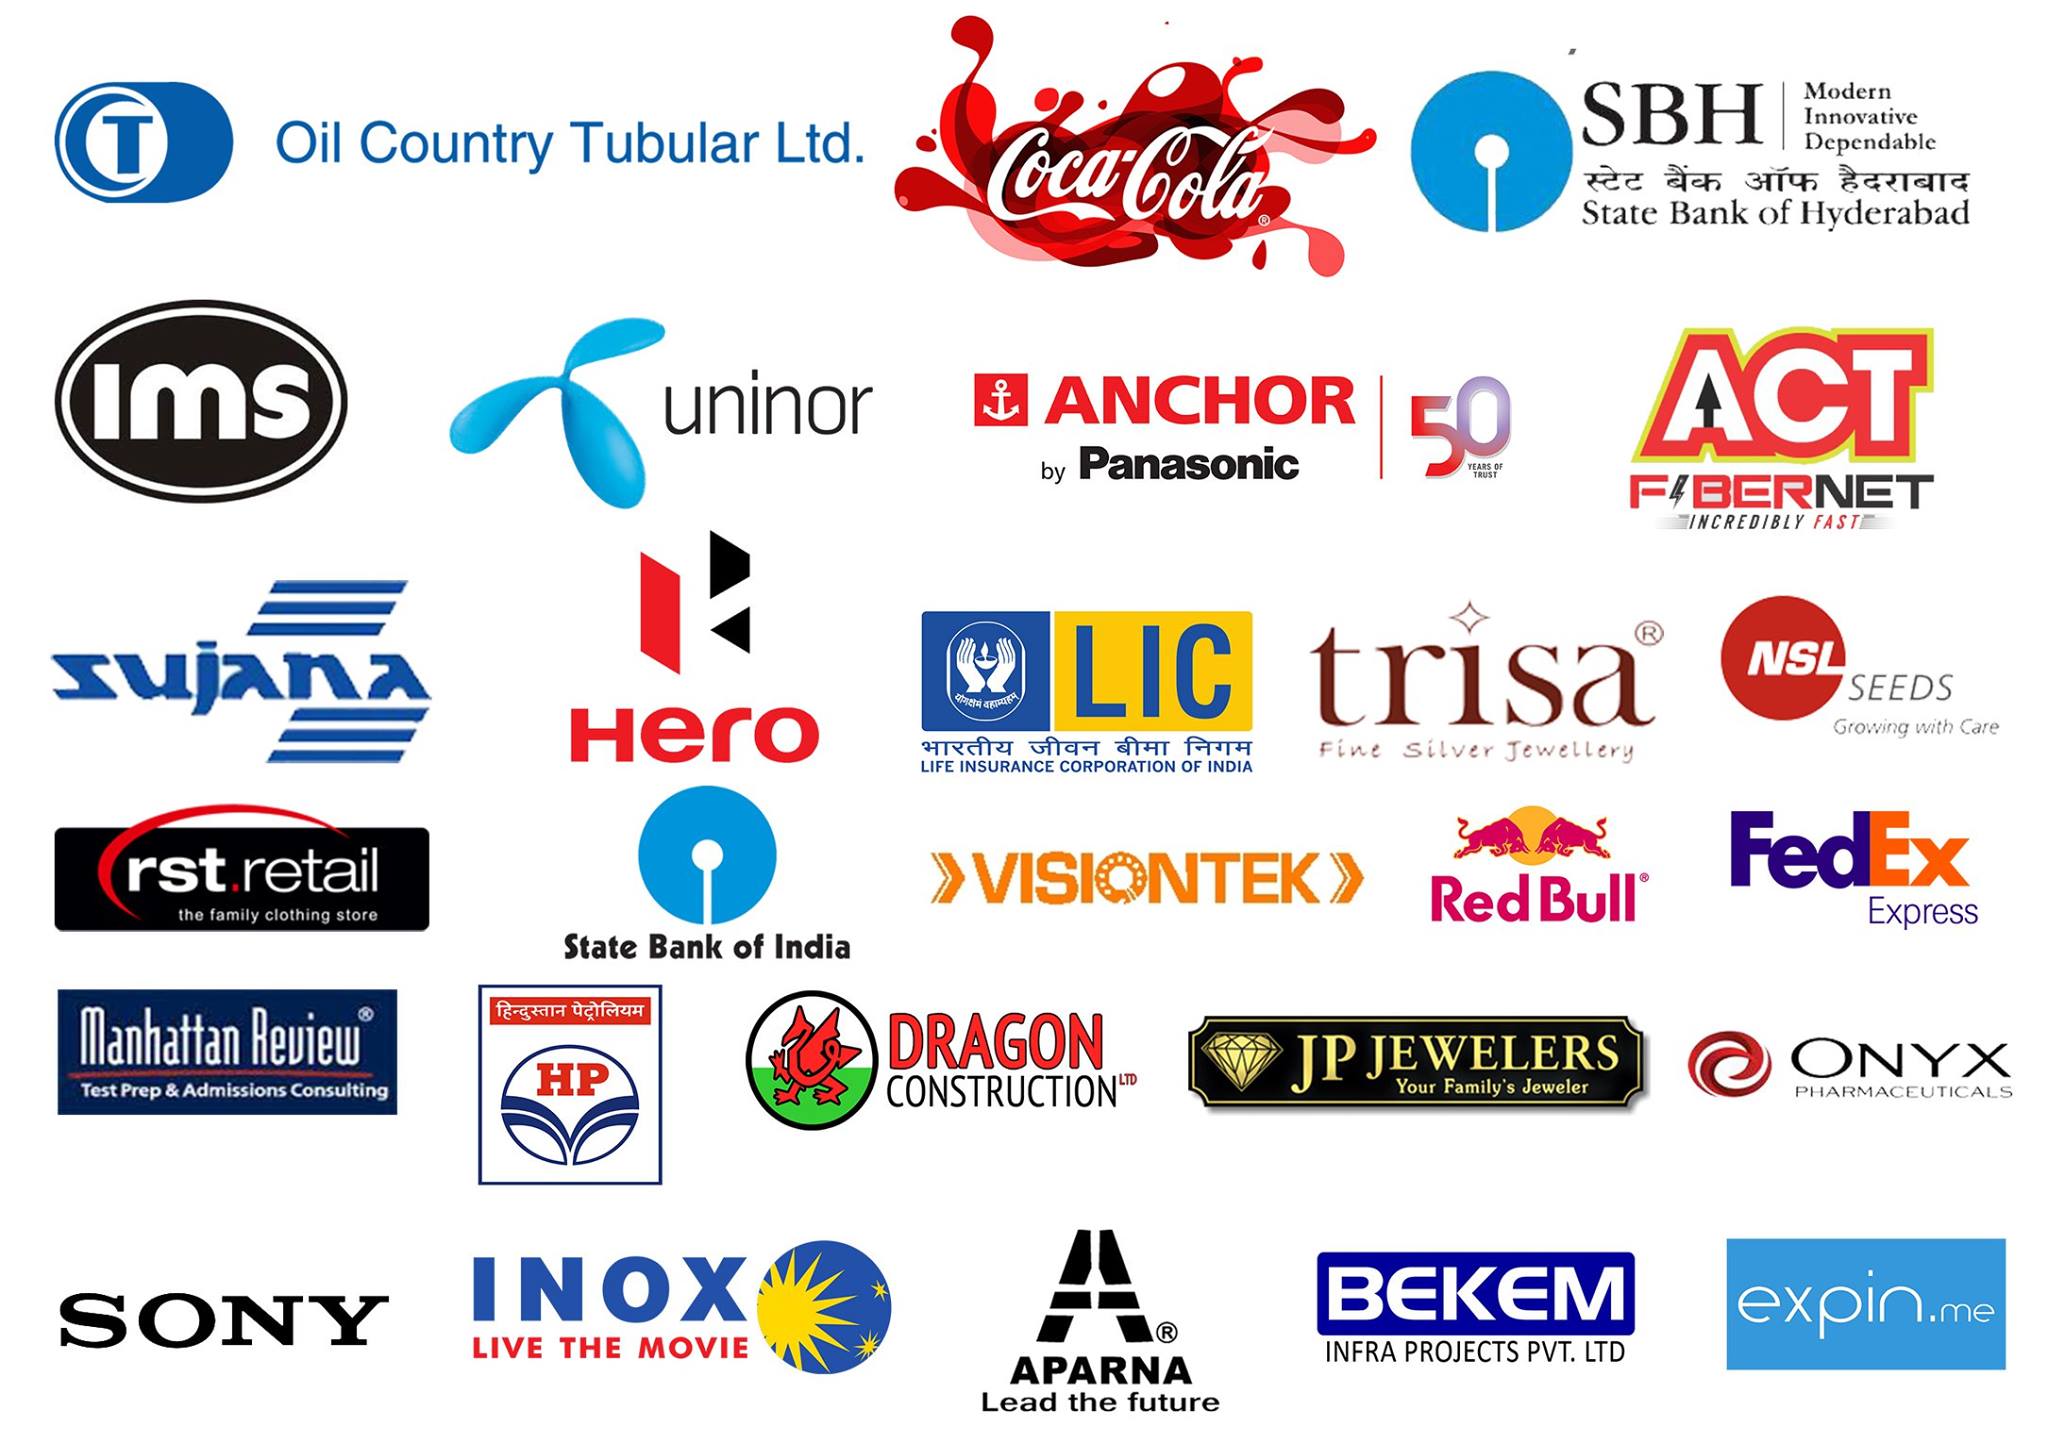 T
Oil Country Tubular Ltd.
Coca-Cola®
SBH
Modern
Innovative
Dependable
स्टेट बैंक ऑफ हैदराबाद
State Bank of Hyderabad
ims
uninor
ANCHOR
by Panasonic
50
YEARS OF
TRUST
ACT
FIBERNET
INCREDIBLY FAST
sujana
Hero
LIC
योगक्षेमं वहाम्यहम्
भारतीय जीवन बीमा निगम
LIFE INSURANCE CORPORATION OF INDIA
trisa®
Fine Silver Jewellery
NSL
SEEDS
Growing with Care
rst.retail
the family clothing store
State Bank of India
VISIONTEK
Red Bull®
FedEx
Express
Manhattan Review®
Test Prep & Admissions Consulting
हिन्दुस्तान पेट्रोलियम
HP
DRAGON
CONSTRUCTION LTD
JP JEWELERS
Your Family's Jeweler
ONYX
PHARMACEUTICALS
SONY
INOX
LIVE THE MOVIE
®
APARNA
Lead the future
BEKEM
INFRA PROJECTS PVT. LTD
expin.me